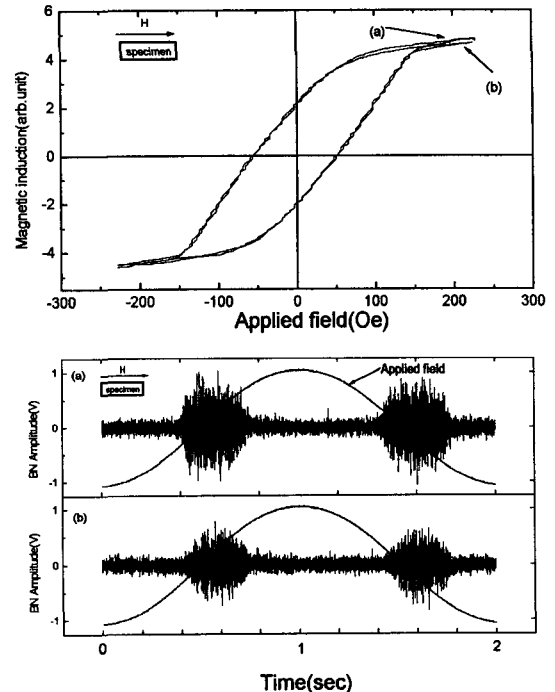 6
4
2
0
-2
-4
-300 -200 -100 0 100 200 300
Magnetic induction(arb.unit)
Applied field(Oe)
H
specimen
(a)
(b)
(a)
H
specimen
Applied field
1
0
-1
BN Amplitude(V)
(b)
1
0
-1
BN Amplitude(V)
0 1 2
Time(sec)